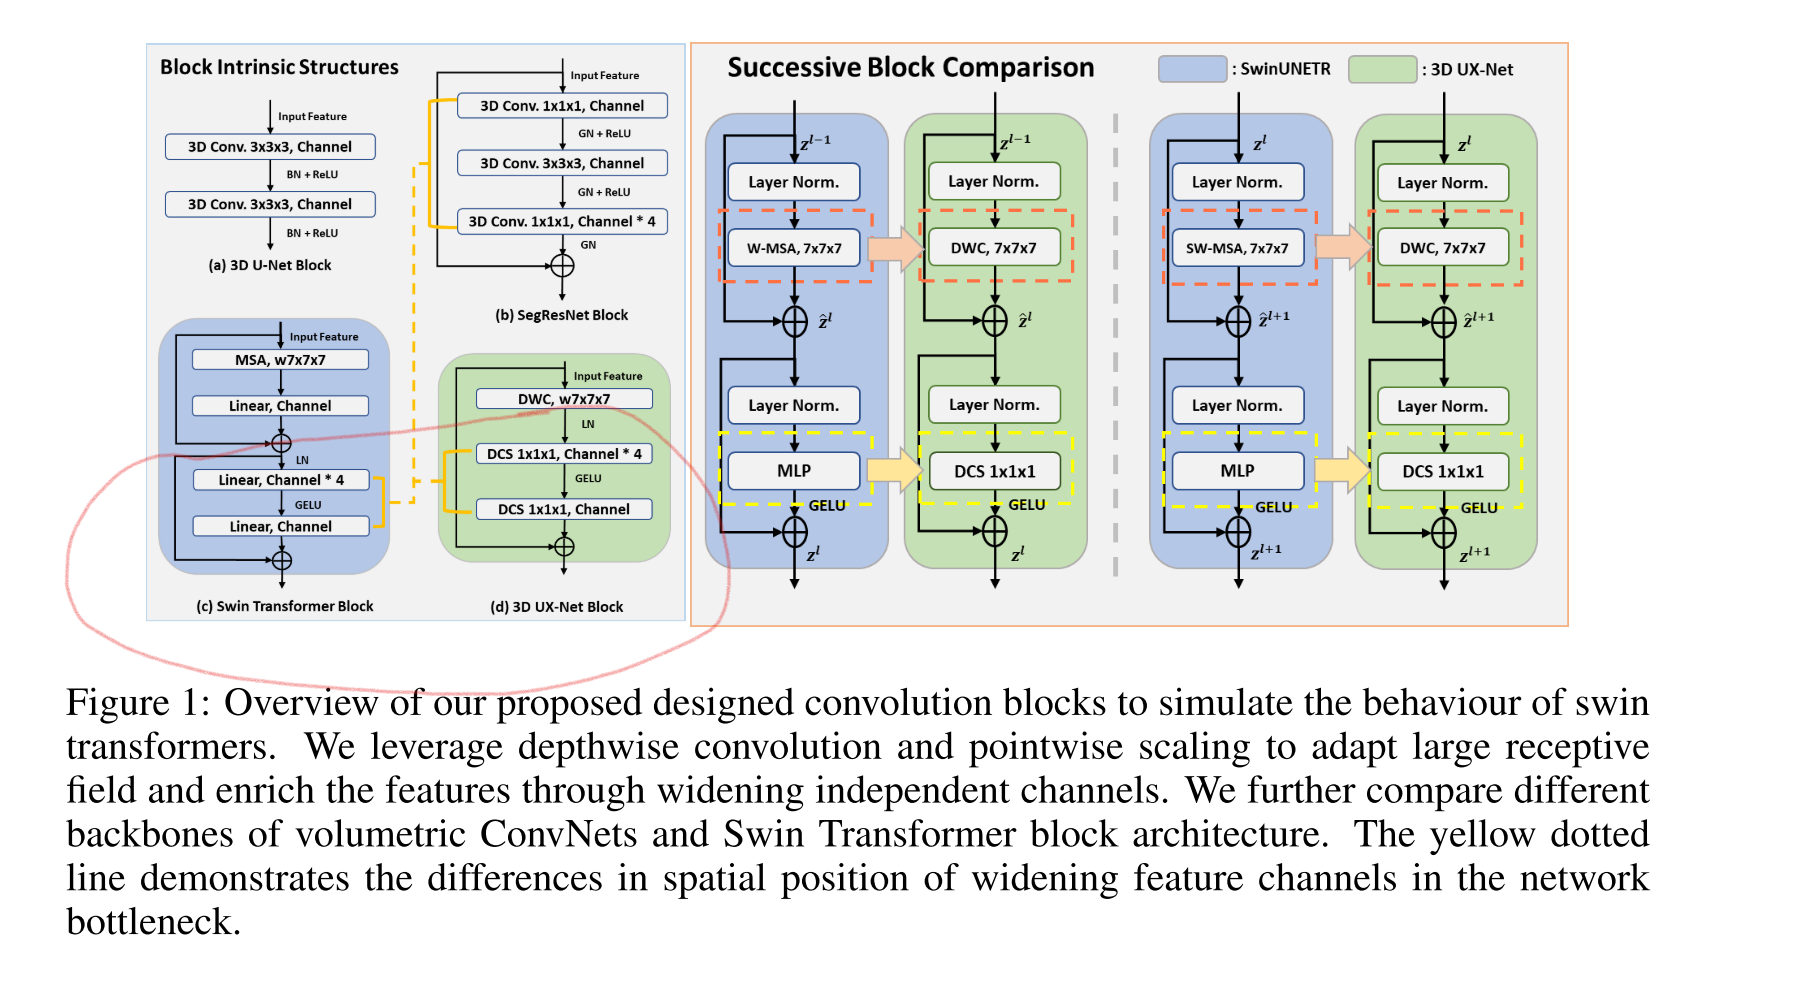 Block Intrinsic Structures
Input Feature
3D Conv. 3x3x3, Channel
BN + ReLU
3D Conv. 3x3x3, Channel
BN + ReLU
(a) 3D U-Net Block
Input Feature
3D Conv. 1x1x1, Channel
GN + ReLU
3D Conv. 3x3x3, Channel
GN + ReLU
3D Conv. 1x1x1, Channel * 4
GN
(b) SegResNet Block
Input Feature
MSA, w7x7x7
Linear, Channel
LN
Linear, Channel * 4
GELU
Linear, Channel
(c) Swin Transformer Block
Input Feature
DWC, w7x7x7
LN
DCS 1x1x1, Channel * 4
GELU
DCS 1x1x1, Channel
(d) 3D UX-Net Block
Successive Block Comparison
: SwinUNETR
: 3D UX-Net
z^{l-1}
Layer Norm.
W-MSA, 7x7x7
ẑ^l
Layer Norm.
MLP
GELU
z^l
z^{l-1}
Layer Norm.
DWC, 7x7x7
ẑ^l
Layer Norm.
DCS 1x1x1
GELU
z^l
z^l
Layer Norm.
SW-MSA, 7x7x7
ẑ^{l+1}
Layer Norm.
MLP
GELU
z^{l+1}
z^l
Layer Norm.
DWC, 7x7x7
ẑ^{l+1}
Layer Norm.
DCS 1x1x1
GELU
z^{l+1}
Figure 1: Overview of our proposed designed convolution blocks to simulate the behaviour of swin
transformers. We leverage depthwise convolution and pointwise scaling to adapt large receptive
field and enrich the features through widening independent channels. We further compare different
backbones of volumetric ConvNets and Swin Transformer block architecture. The yellow dotted
line demonstrates the differences in spatial position of widening feature channels in the network
bottleneck.